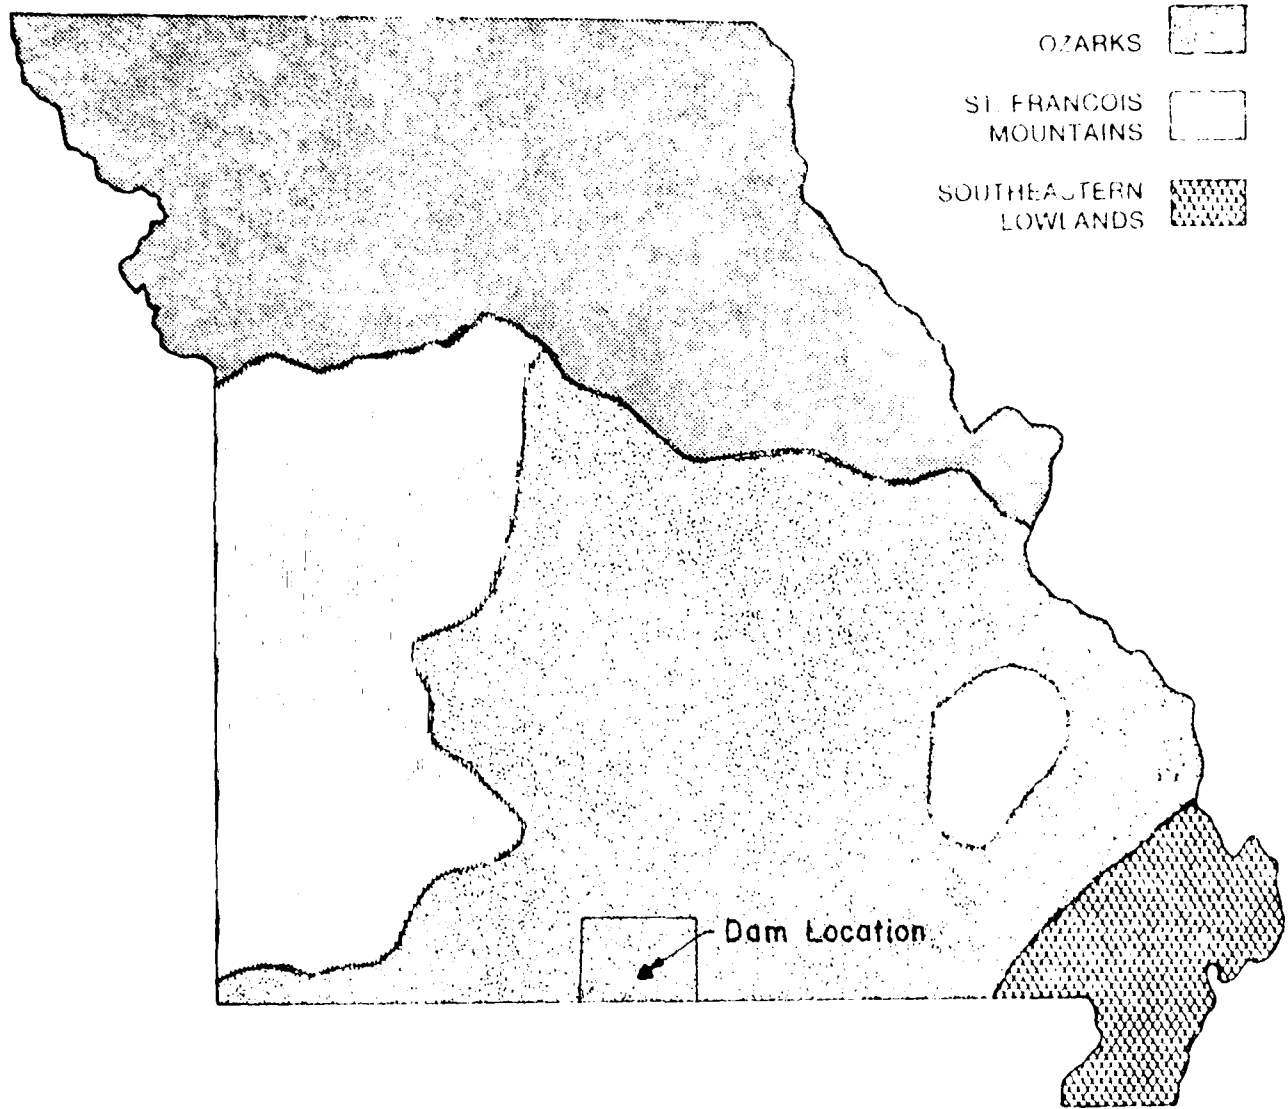 OZARKS
ST. FRANCOIS
MOUNTAINS
SOUTHEASTERN
LOWLANDS
Dam Location